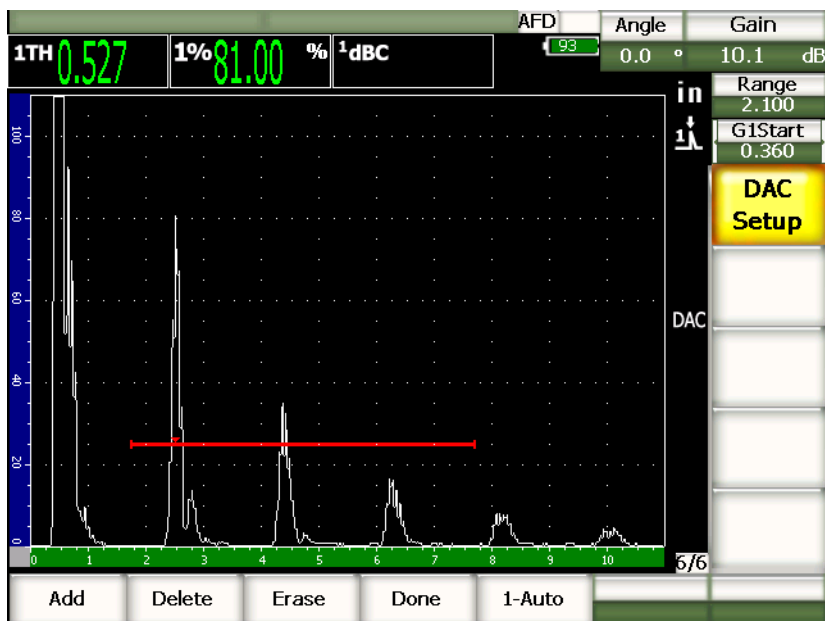 AFD Angle Gain
93 0.0 ° 10.1 dB
1TH 0.527 1% 81.00 % 1dBC
in Range
2.100
1 G1Start
0.360
DAC
Setup
DAC
100
80
60
40
20
0
0 1 2 3 4 5 6 7 8 9 10 6/6
Add Delete Erase Done 1-Auto